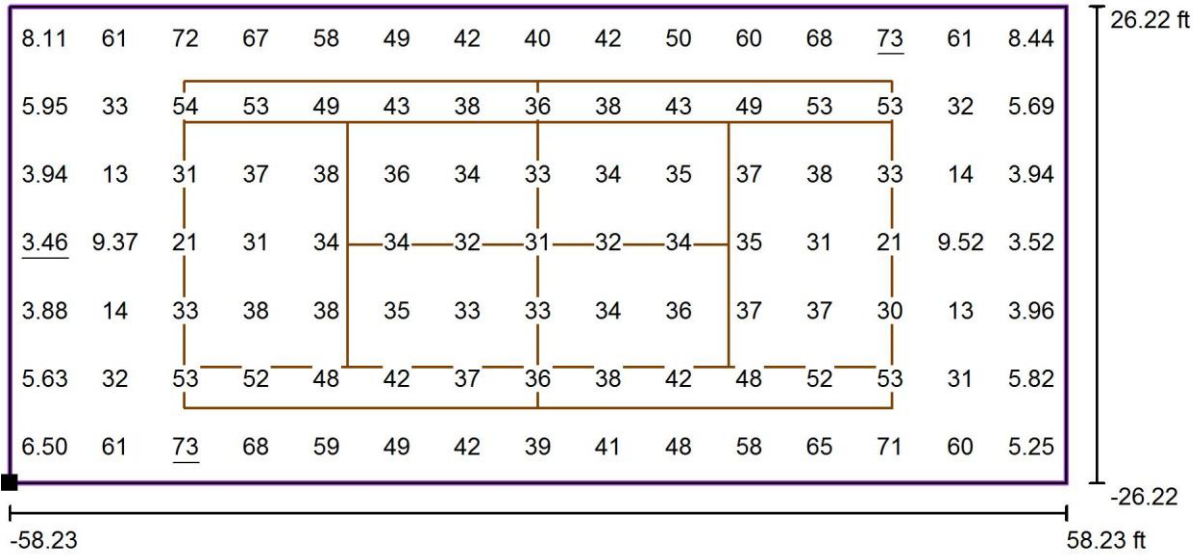 26.22 ft
8.11 61 72 67 58 49 42 40 42 50 60 68 73 61 8.44
5.95 33 54 53 49 43 38 36 38 43 49 53 53 32 5.69
3.94 13 31 37 38 36 34 33 34 35 37 38 33 14 3.94
3.46 9.37 21 31 34 34 32 31 32 34 35 31 21 9.52 3.52
3.88 14 33 38 38 35 33 33 34 36 37 37 30 13 3.96
5.63 32 53 52 48 42 37 36 38 42 48 52 53 31 5.82
6.50 61 73 68 59 49 42 39 41 48 58 65 71 60 5.25
-26.22
-58.23 58.23 ft